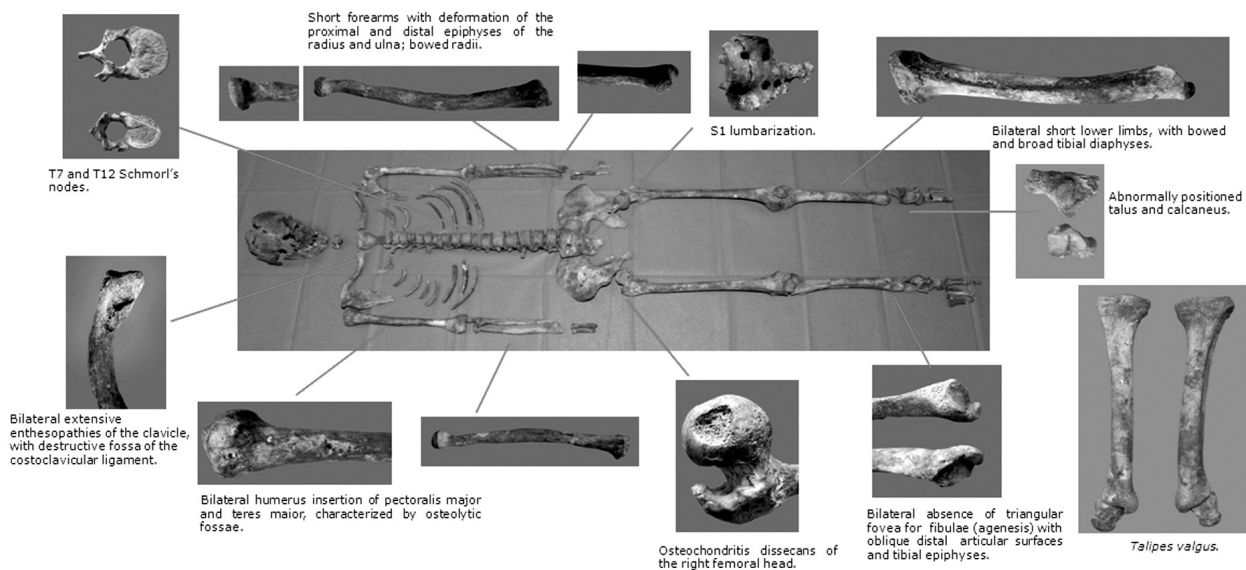 Short forearms with deformation of the
proximal and distal epiphyses of the
radius and ulna; bowed radii.
T7 and T12 Schmorl's
nodes.
S1 lumbarization.
Bilateral short lower limbs, with bowed
and broad tibial diaphyses.
Abnormally positioned
talus and calcaneus.
Bilateral extensive
enthesopathies of the clavicle,
with destructive fossa of the
costoclavicular ligament.
Bilateral humerus insertion of pectoralis major
and teres maior, characterized by osteolytic
fossae.
Osteochondritis dissecans of
the right femoral head.
Bilateral absence of triangular
fovea for fibulae (agenesis) with
oblique distal articular surfaces
and tibial epiphyses.
Talipes valgus.